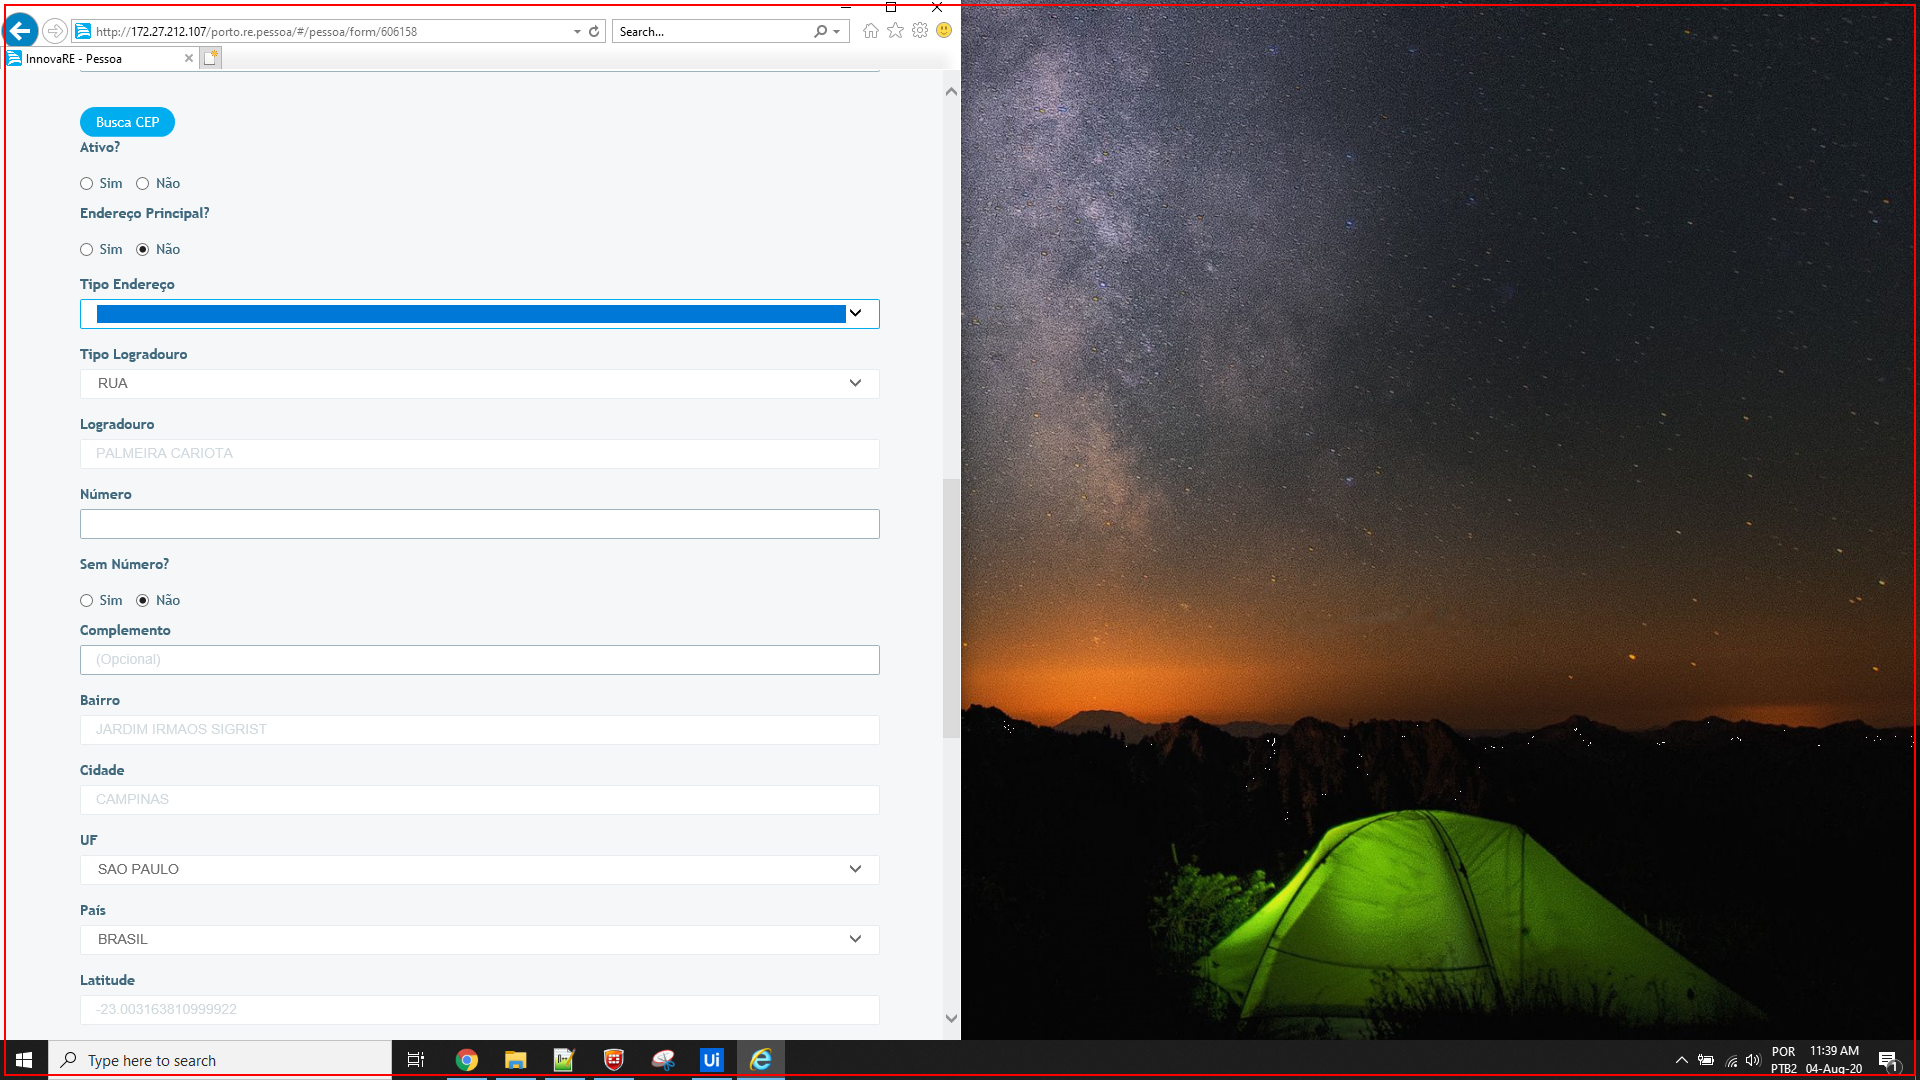 http://172.27.212.107/porto.re.pessoa/#/pessoa/form/606158
Search...
InnovaRE - Pessoa
Busca CEP
Ativo?
Sim Não
Endereço Principal?
Sim Não
Tipo Endereço
Tipo Logradouro
RUA
Logradouro
PALMEIRA CARIOTA
Número
Sem Número?
Sim Não
Complemento
(Opcional)
Bairro
JARDIM IRMAOS SIGRIST
Cidade
CAMPINAS
UF
SAO PAULO
País
BRASIL
Latitude
-23.003163810999922
Type here to search
Ui
POR 11:39 AM
PTB2 04-Aug-20
1